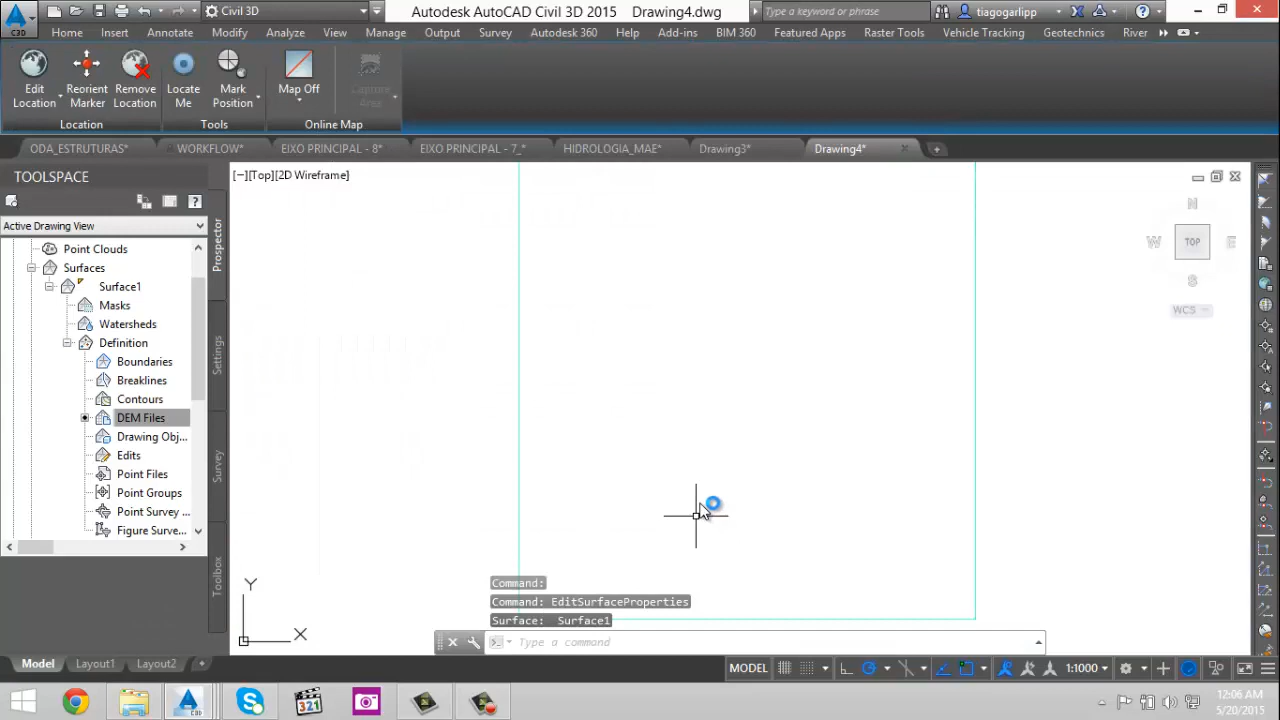 C3D
Civil 3D
Autodesk AutoCAD Civil 3D 2015 Drawing4.dwg
Type a keyword or phrase
tiagogarlipp
Home Insert Annotate Modify Analyze View Manage Output Survey Autodesk 360 Help Add-ins BIM 360 Featured Apps Raster Tools Vehicle Tracking Geotechnics River
Edit Location
Reorient Marker
Remove Location
Locate Me
Mark Position
Map Off
Capture Area
Location
Tools
Online Map
ODA_ESTRUTURAS*
WORKFLOW*
EIXO PRINCIPAL - 8*
EIXO PRINCIPAL - 7_*
HIDROLOGIA_MAE*
Drawing3*
Drawing4*
TOOLSPACE
Active Drawing View
Point Clouds
Surfaces
Surface1
Masks
Watersheds
Definition
Boundaries
Breaklines
Contours
DEM Files
Drawing Obj...
Edits
Point Files
Point Groups
Point Survey ...
Figure Surve...
Prospector
Settings
Survey
Toolbox
[−][Top][2D Wireframe]
N
W TOP E
S
WCS
Y
X
Command:
Command: EditSurfaceProperties
Surface: Surface1
Type a command
Model Layout1 Layout2
MODEL
1:1000
321
12:06 AM
5/20/2015